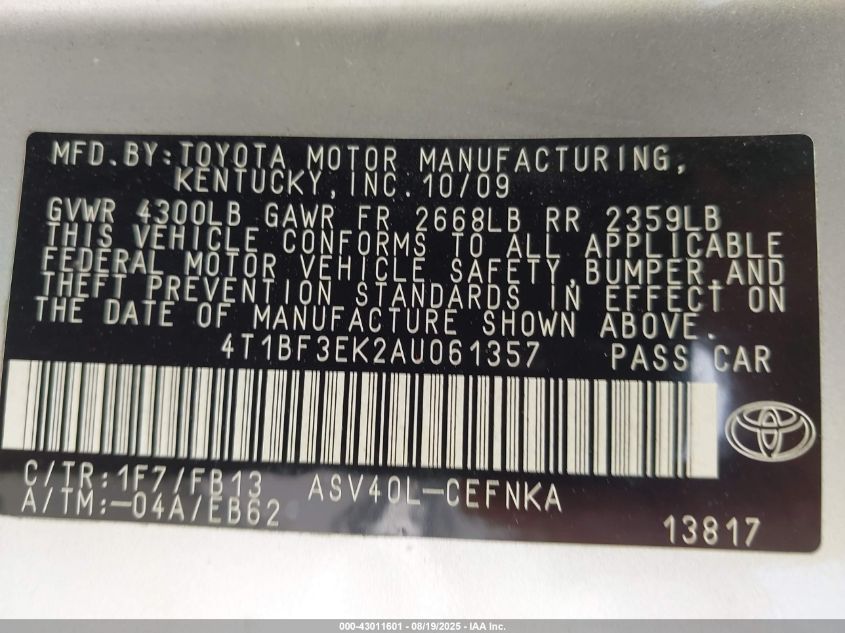 MFD.BY:TOYOTA MOTOR MANUFACTURING,
KENTUCKY,INC.10/09
GVWR 4300LB GAWR FR 2668LB RR 2359LB
THIS VEHICLE CONFORMS TO ALL APPLICABLE
FEDERAL MOTOR VEHICLE SAFETY,BUMPER,AND
THEFT PREVENTION STANDARDS IN EFFECT ON
THE DATE OF MANUFACTURE SHOWN ABOVE.
4T1BF3EK2AU061357 PASS CAR
C/TR:1F7/FB13 ASV40L-CEFNKA
A/TM:-04A/EB62 13817
000-43011601 - 08/19/2025 - IAA Inc.